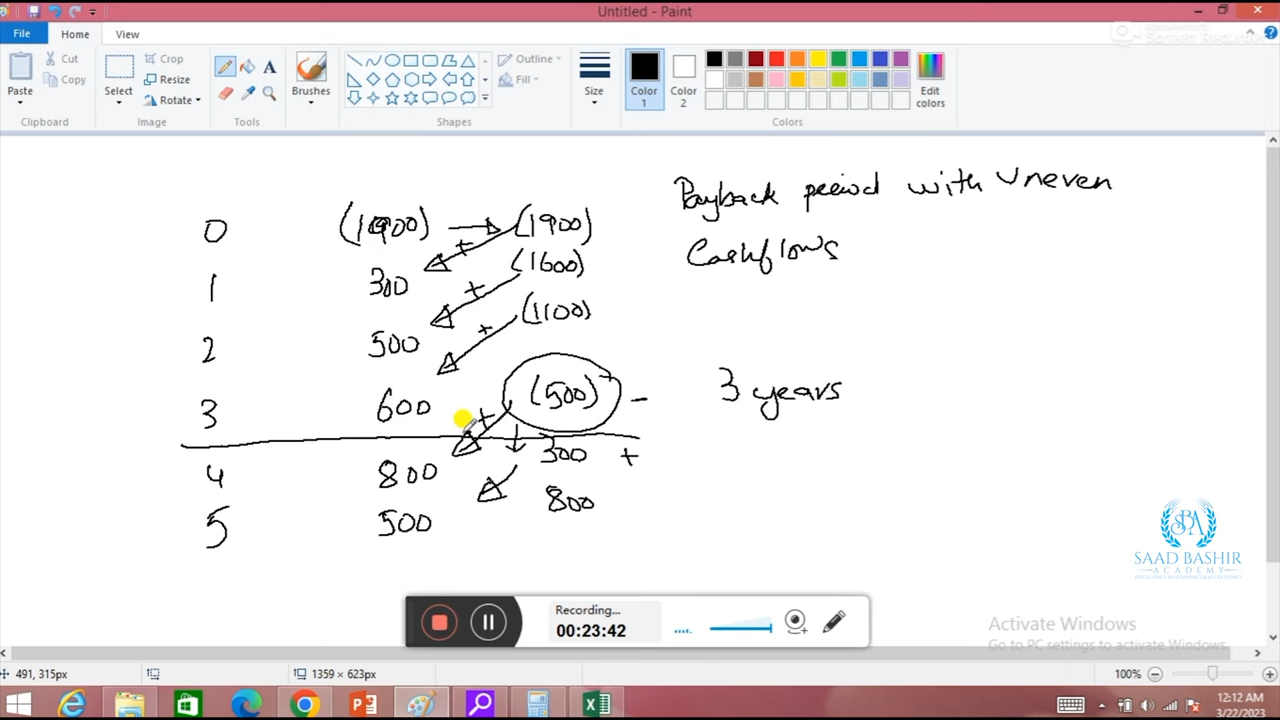 Untitled - Paint
File Home View
Paste
Cut
Copy
Clipboard
Select
Crop
Resize
Rotate
Image
Tools
Brushes
Shapes
Outline
Fill
Size
Color 1
Color 2
Colors
Edit colors
Screen Recorder
Payback period with Uneven
Cashflows
0 (1900) (1900)
1 300 + (1600)
2 500 + (1100)
3 600 + (500) -
3 years
4 800 + 300 +
5 500 800
SBA
SAAD BASHIR
ACADEMY
Recording...
00:23:42
Activate Windows
Go to PC settings to activate Windows.
491, 315px
1359 × 623px
100%
12:12 AM
3/22/2023